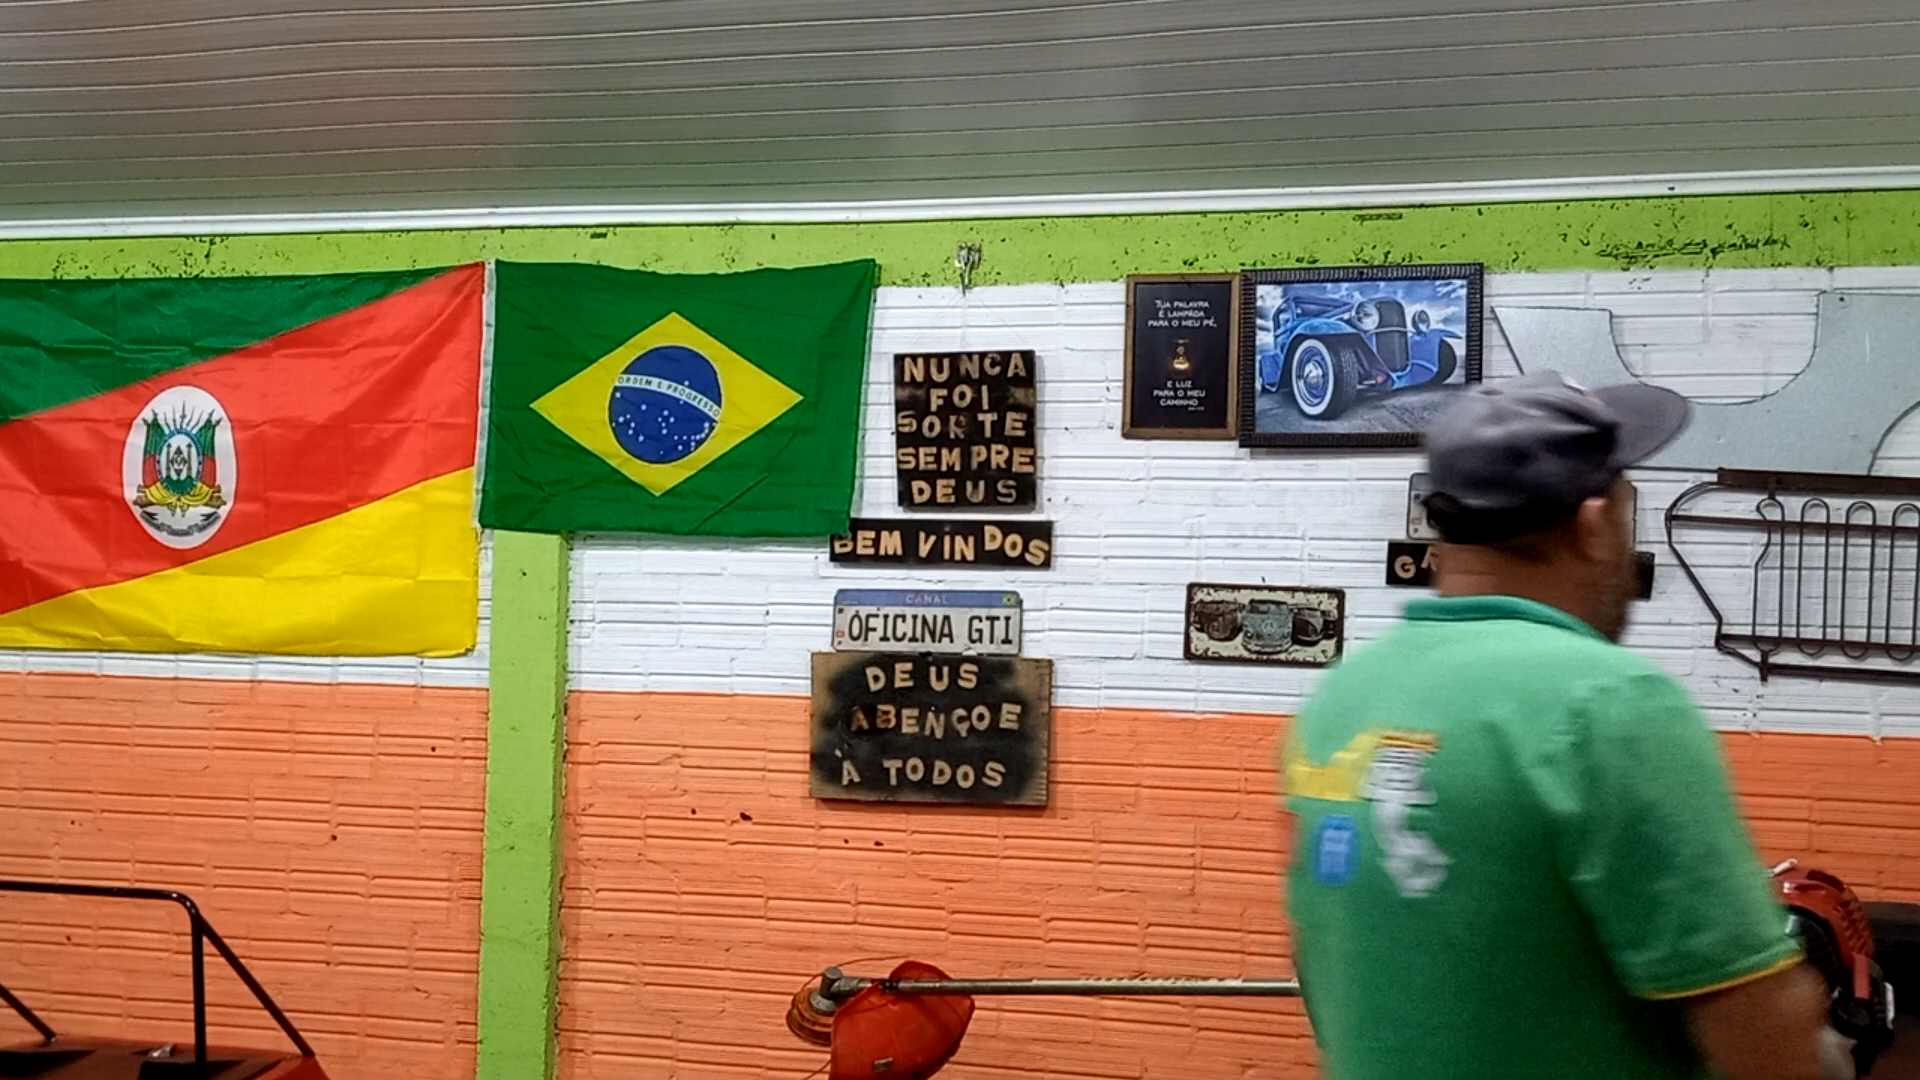 ORDEM E PROGRESSO
NUNCA
FOI
SORTE
SEMPRE
DEUS
BEM VINDOS
CANAL
OFICINA GTI
DEUS
ABENÇOE
À TODOS
TUA PALAVRA
É LAMPÂDA
PARA O MEU PÉ,
E LUZ
PARA O MEU
CAMINHO